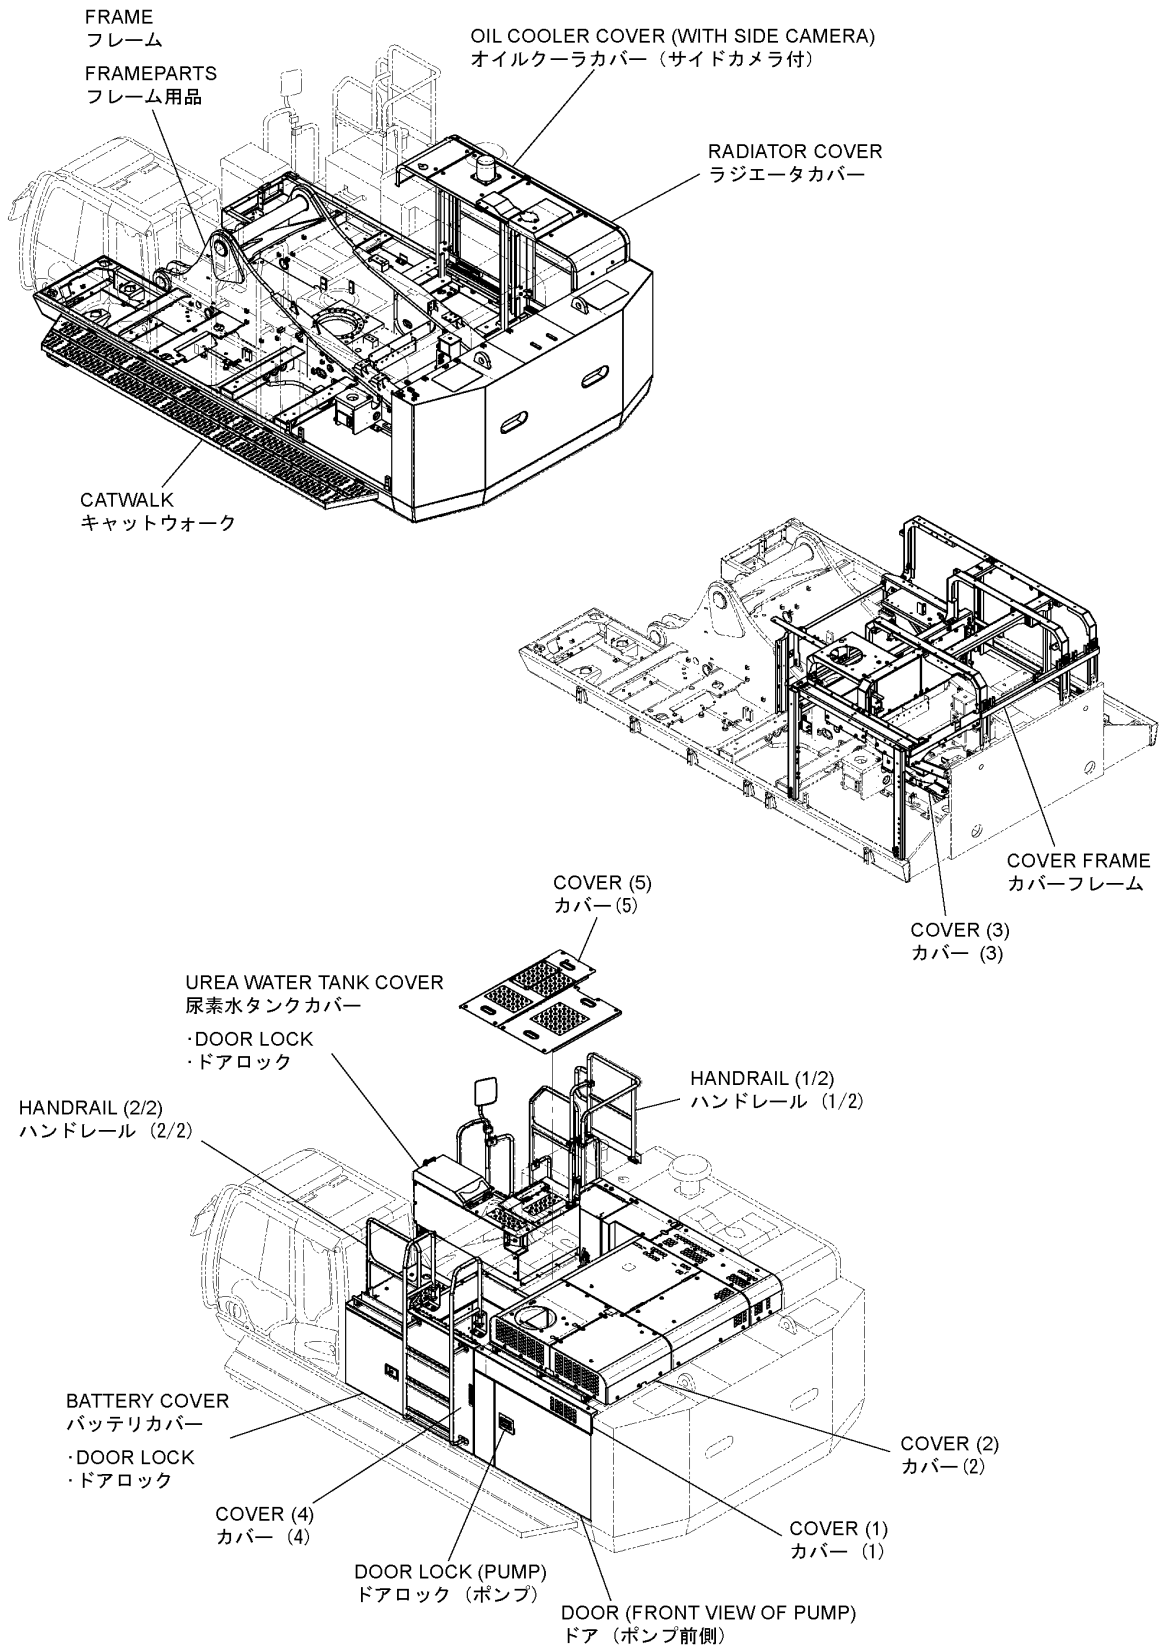 FRAME
フレーム
FRAMEPARTS
フレーム用品
OIL COOLER COVER (WITH SIDE CAMERA)
オイルクーラカバー（サイドカメラ付）
RADIATOR COVER
ラジエータカバー
CATWALK
キャットウォーク
COVER FRAME
カバーフレーム
COVER (3)
カバー (3)
COVER (5)
カバー(5)
UREA WATER TANK COVER
尿素水タンクカバー
·DOOR LOCK
·ドアロック
HANDRAIL (1/2)
ハンドレール (1/2)
HANDRAIL (2/2)
ハンドレール (2/2)
BATTERY COVER
バッテリカバー
·DOOR LOCK
·ドアロック
COVER (2)
カバー(2)
COVER (4)
カバー (4)
COVER (1)
カバー (1)
DOOR LOCK (PUMP)
ドアロック（ポンプ）
DOOR (FRONT VIEW OF PUMP)
ドア（ポンプ前側）